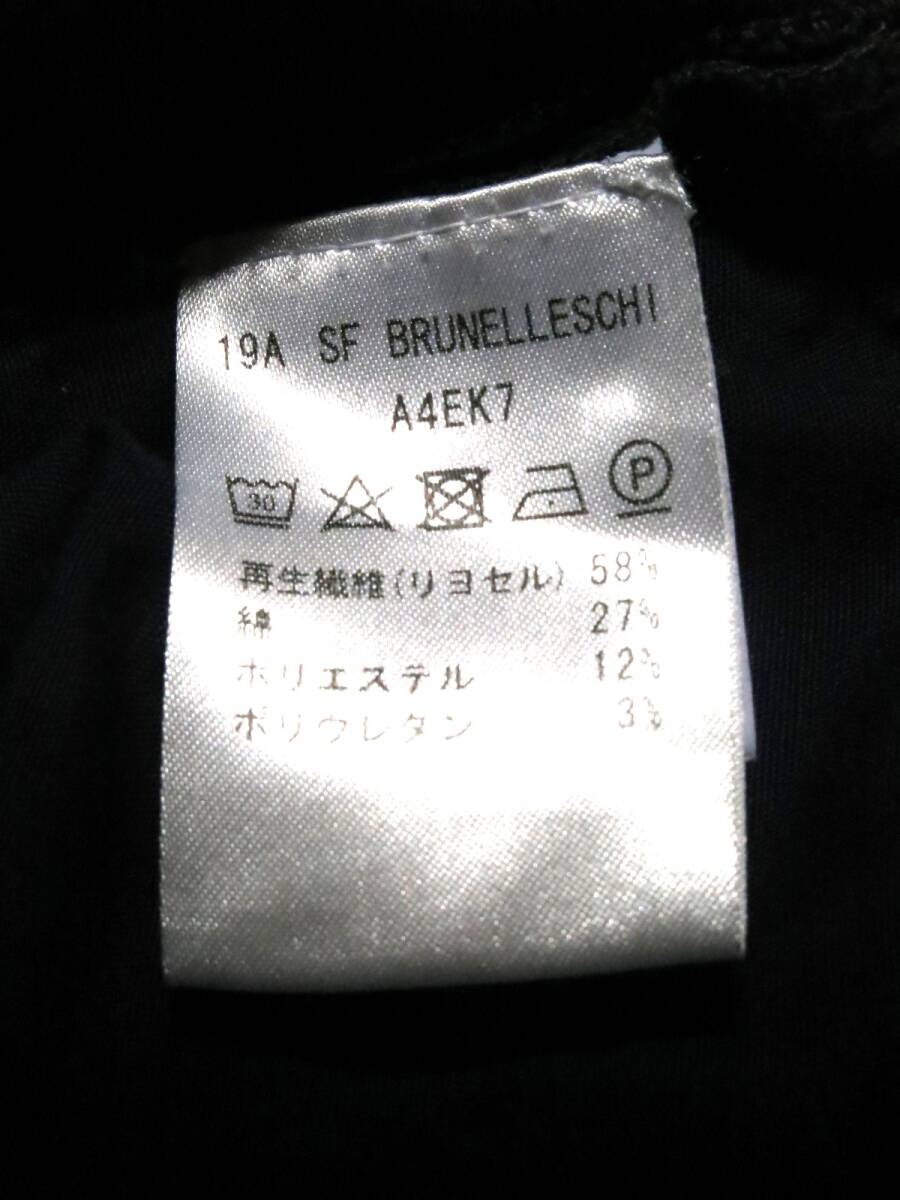 19A SF BRUNELLESCHI
A4EK7
30 P
再生繊維(リヨセル) 58%
綿 27%
ポリエステル 12%
ポリウレタン 3%